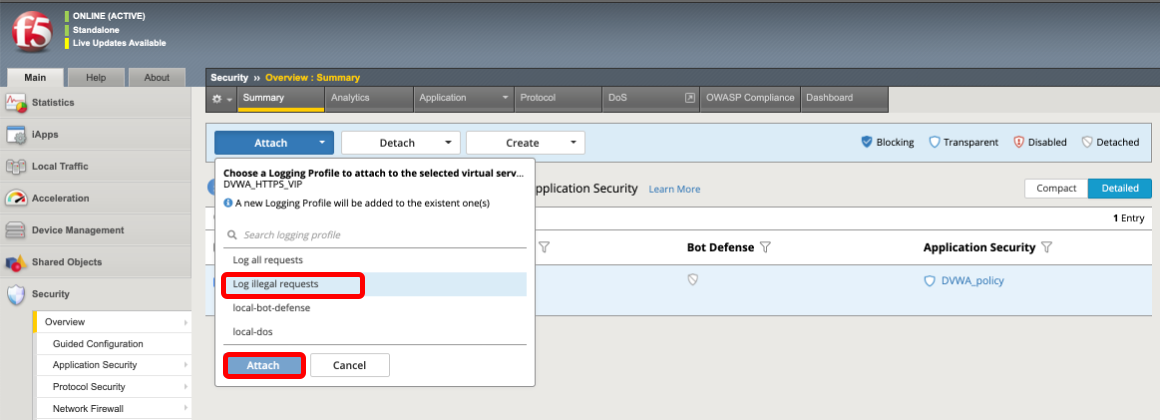 f5
ONLINE (ACTIVE)
Standalone
Live Updates Available
Main Help About
Security ›› Overview : Summary
Summary Analytics Application Protocol DoS OWASP Compliance Dashboard
Statistics
iApps
Local Traffic
Acceleration
Device Management
Shared Objects
Security
Overview
Guided Configuration
Application Security
Protocol Security
Network Firewall
Attach Detach Create
Blocking Transparent Disabled Detached
Choose a Logging Profile to attach to the selected virtual serv...
DVWA_HTTPS_VIP
A new Logging Profile will be added to the existent one(s)
Search logging profile
Log all requests
Log illegal requests
local-bot-defense
local-dos
Attach Cancel
pplication Security Learn More
Compact Detailed
1 Entry
Bot Defense Application Security
DVWA_policy